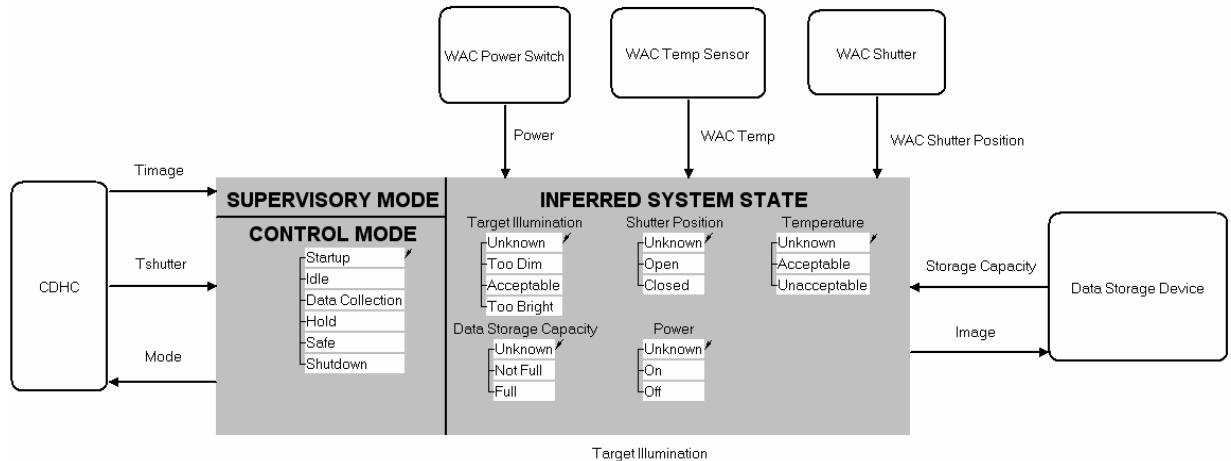 WAC Power Switch
WAC Temp Sensor
WAC Shutter
Power
WAC Temp
WAC Shutter Position
Timage
Tshutter
Mode
CDHC
SUPERVISORY MODE
CONTROL MODE
Startup
Idle
Data Collection
Hold
Safe
Shutdown
INFERRED SYSTEM STATE
Target Illumination
Unknown
Too Dim
Acceptable
Too Bright
Shutter Position
Unknown
Open
Closed
Temperature
Unknown
Acceptable
Unacceptable
Data Storage Capacity
Unknown
Not Full
Full
Power
Unknown
On
Off
Storage Capacity
Image
Data Storage Device
Target Illumination